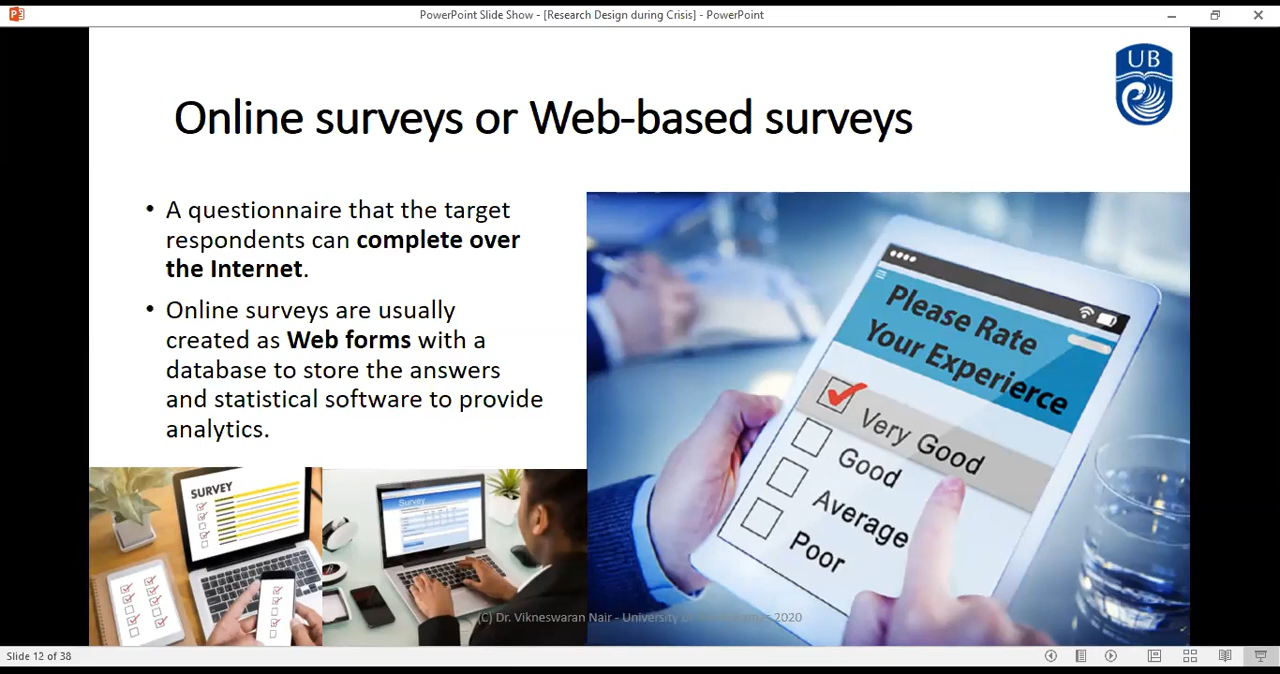 PowerPoint Slide Show - [Research Design during Crisis] - PowerPoint
UB
Online surveys or Web-based surveys
• A questionnaire that the target
respondents can complete over
the Internet.
• Online surveys are usually
created as Web forms with a
database to store the answers
and statistical software to provide
analytics.
Please Rate
Your Experierce
Very Good
Good
Average
Poor
SURVEY
Survey
(C) Dr. Vikneswaran Nair - University of 2020
Slide 12 of 38